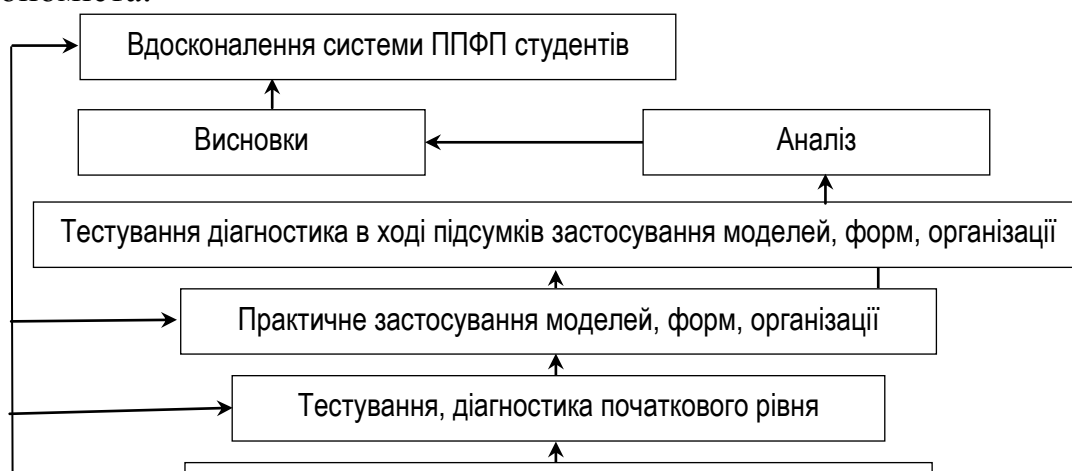 Вдосконалення системи ППФП студентів
Висновки
Аналіз
Тестування діагностика в ході підсумків застосування моделей, форм, організації
Практичне застосування моделей, форм, організації
Тестування, діагностика початкового рівня